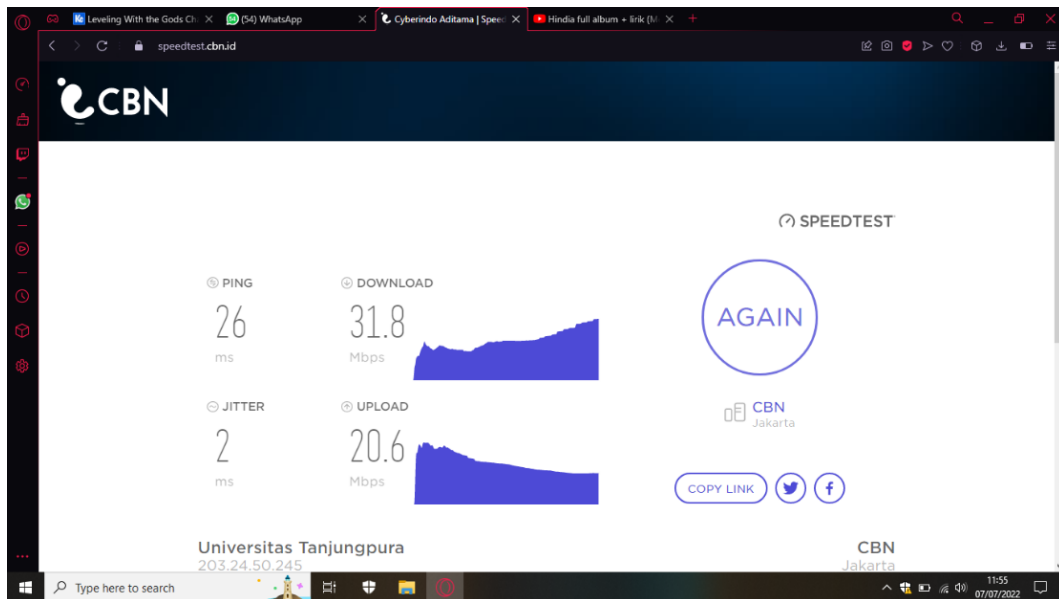 Leveling With the Gods Ch
(54) WhatsApp
Cyberindo Aditama | Speed
Hindia full album + lirik (M
speedtest.cbn.id
CBN
SPEEDTEST
PING
26
ms
DOWNLOAD
31.8
Mbps
AGAIN
JITTER
2
ms
UPLOAD
20.6
Mbps
CBN
Jakarta
COPY LINK
Universitas Tanjungpura
203.24.50.245
CBN
Jakarta
Type here to search
11:55
07/07/2022